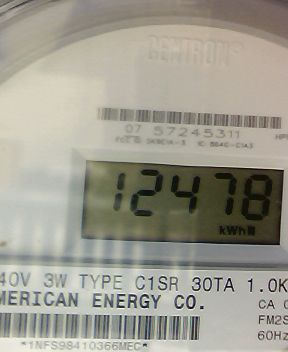 CENTRON®
07 57245311
12478
kWh
40V 3W TYPE C1SR 30TA 1.0K
MERICAN ENERGY CO.
CA
FM2S
60Hz
*1NFS98410366MEC*